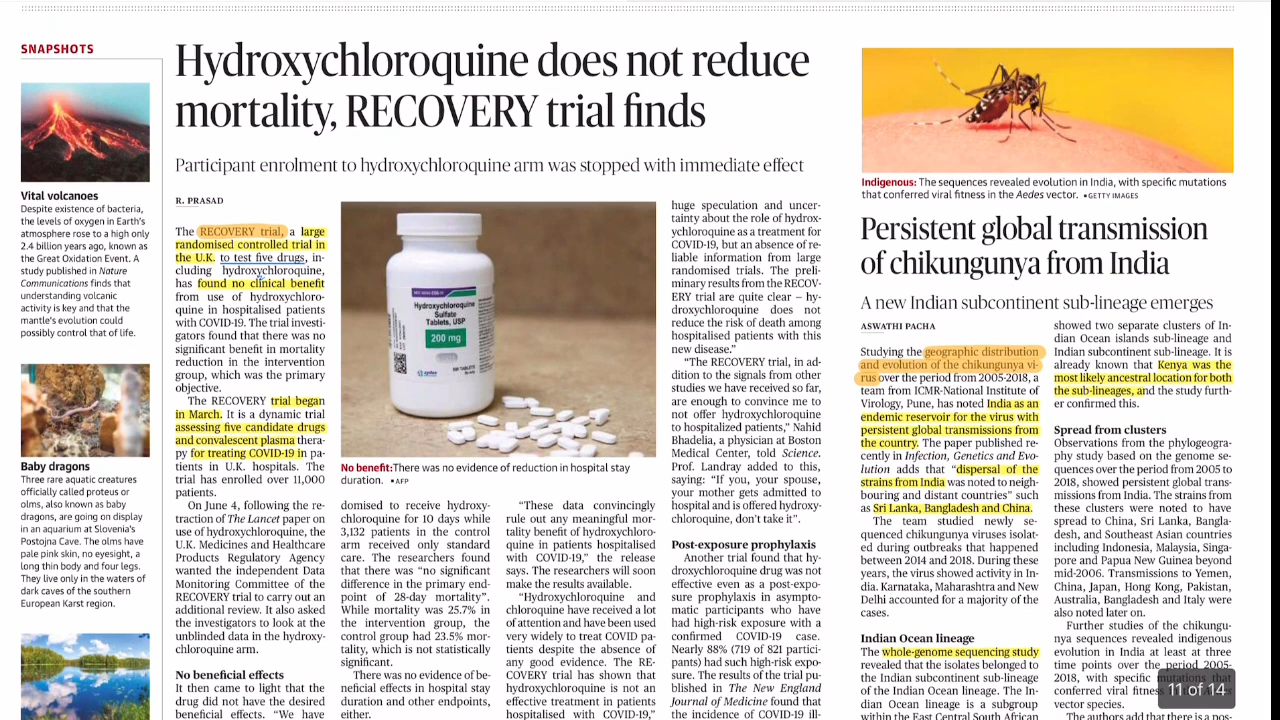 SNAPSHOTS
Vital volcanoes
Despite existence of bacteria,
the levels of oxygen in Earth's
atmosphere rose to a high only
2.4 billion years ago, known as
the Great Oxidation Event. A
study published in Nature
Communications finds that
understanding volcanic
activity is key and that the
mantle's evolution could
possibly control that of life.
Baby dragons
Three rare aquatic creatures
officially called proteus or
olms, also known as baby
dragons, are going on display
in an aquarium at Slovenia's
Postojna Cave. The olms have
pale pink skin, no eyesight, a
long thin body and four legs.
They live only in the waters of
dark caves of the southern
European Karst region.
Hydroxychloroquine does not reduce
mortality, RECOVERY trial finds
Participant enrolment to hydroxychloroquine arm was stopped with immediate effect
R. PRASAD
The RECOVERY trial, a large
randomised controlled trial in
the U.K. to test five drugs, in-
cluding hydroxychloroquine,
has found no clinical benefit
from use of hydroxychloro-
quine in hospitalised patients
with COVID-19. The trial investi-
gators found that there was no
significant benefit in mortality
reduction in the intervention
group, which was the primary
objective.
The RECOVERY trial began
in March. It is a dynamic trial
assessing five candidate drugs
and convalescent plasma thera-
py for treating COVID-19 in pa-
tients in U.K. hospitals. The
trial has enrolled over 11,000
patients.
On June 4, following the re-
traction of The Lancet paper on
use of hydroxychloroquine, the
U.K. Medicines and Healthcare
Products Regulatory Agency
wanted the independent Data
Monitoring Committee of the
RECOVERY trial to carry out an
additional review. It also asked
the investigators to look at the
unblinded data in the hydroxy-
chloroquine arm.
No beneficial effects
It then came to light that the
drug did not have the desired
beneficial effects. “We have
Hydroxychloroquine
Sulfate
Tablets, USP
200 mg
No benefit:There was no evidence of reduction in hospital stay
duration. •AFP
domised to receive hydroxy-
chloroquine for 10 days while
3,132 patients in the control
arm received only standard
care. The researchers found
that there was “no significant
difference in the primary end-
point of 28-day mortality”.
While mortality was 25.7% in
the intervention group, the
control group had 23.5% mor-
tality, which is not statistically
significant.
There was no evidence of be-
neficial effects in hospital stay
duration or other outcomes,
either.
“These data convincingly
rule out any meaningful mor-
tality benefit of hydroxychloro-
quine in patients hospitalised
with COVID-19,” the release
says. The researchers will soon
make the results available.
“Hydroxychloroquine and
chloroquine have received a lot
of attention and have been used
very widely to treat COVID pa-
tients despite the absence of
any good evidence. The RE-
COVERY trial has shown that
hydroxychloroquine is not an
effective treatment in patients
hospitalised with COVID-19,”
huge speculation and uncer-
tainty about the role of hydrox-
ychloroquine as a treatment for
COVID-19, but an absence of re-
liable information from large
randomised trials. The preli-
minary results from the RECOV-
ERY trial are quite clear – hy-
droxychloroquine does not
reduce the risk of death among
hospitalised patients with this
new disease.”
“The RECOVERY trial, in ad-
dition to the signals from other
studies we have received so far,
are enough to convince me to
not offer hydroxychloroquine
to hospitalized patients,” Nahid
Bhadelia, a physician at Boston
Medical Center, told Science.
Prof. Landray added to this,
saying: “If you, your spouse,
your mother gets admitted to
hospital and is offered hydroxy-
chloroquine, don't take it”.
Post-exposure prophylaxis
Another trial found that hy-
droxychloroquine drug was not
effective even as a post-expo-
sure prophylaxis in asympto-
matic participants who have
had high-risk exposure with a
confirmed COVID-19 case.
Nearly 88% (719 of 821 partici-
pants) had such high-risk expo-
sure. The results of the trial pu-
blished in The New England
Journal of Medicine found that
the incidence of COVID-19 ill-
Indigenous: The sequences revealed evolution in India, with specific mutations
that conferred viral fitness in the Aedes vector. •GETTY IMAGES
Persistent global transmission
of chikungunya from India
A new Indian subcontinent sub-lineage emerges
ASWATHI PACHA
Studying the geographic distribution
and evolution of the chikungunya vi-
rus over the period from 2005-2018, a
team from ICMR-National Institute of
Virology, Pune, has noted India as an
endemic reservoir for the virus with
persistent global transmissions from
the country. The paper published re-
cently in Infection, Genetics and Evo-
lution adds that “dispersal of the
strains from India was noted to neigh-
bouring and distant countries” such
as Sri Lanka, Bangladesh and China.
The team studied newly se-
quenced chikungunya viruses isolat-
ed during outbreaks that happened
between 2014 and 2018. During these
years, the virus showed activity in In-
dia. Karnataka, Maharashtra and New
Delhi accounted for a majority of the
cases.
Indian Ocean lineage
The whole-genome sequencing study
revealed that the isolates belonged to
the Indian subcontinent sub-lineage
of the Indian Ocean lineage. The In-
dian Ocean lineage is a subgroup
within the East Central South African
showed two separate clusters of In-
dian Ocean islands sub-lineage and
Indian subcontinent sub-lineage. It is
already known that Kenya was the
most likely ancestral location for both
the sub-lineages, and the study furth-
er confirmed this.
Spread from clusters
Observations from the phylogeogra-
phy study based on the genome se-
quences over the period from 2005 to
2018, showed persistent global trans-
missions from India. The strains from
these clusters were noted to have
spread to China, Sri Lanka, Bangla-
desh, and Southeast Asian countries
including Indonesia, Malaysia, Singa-
pore and Papua New Guinea beyond
mid-2006. Transmissions to Yemen,
China, Japan, Hong Kong, Pakistan,
Australia, Bangladesh and Italy were
also noted later on.
Further studies of the chikungu-
nya sequences revealed indigenous
evolution in India at least at three
time points over the period 2005-
2018, with specific mutations that
conferred viral fitness
vector species.
The authors add that there is a pos-
11 of 14